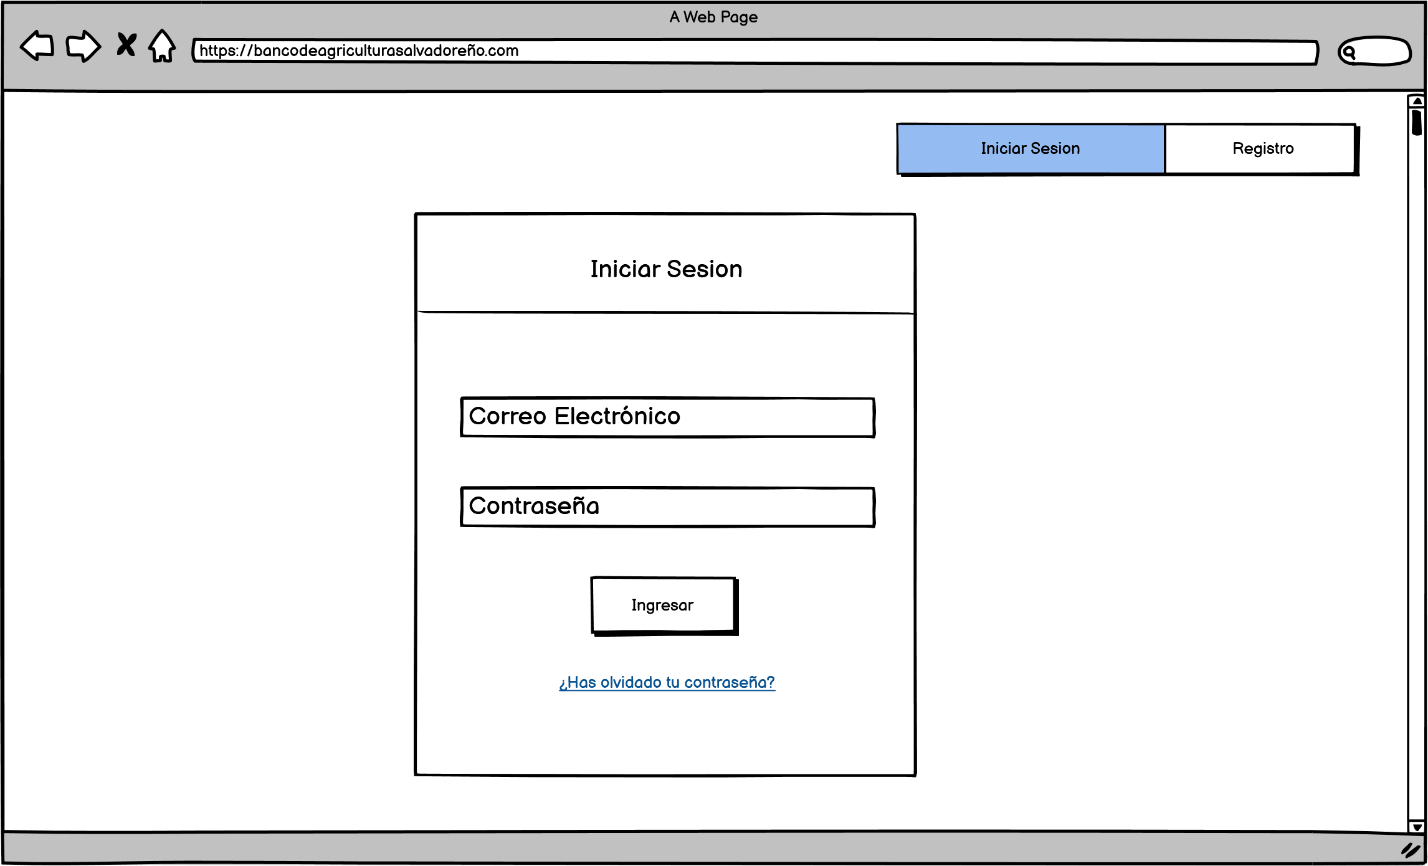 A Web Page
https://bancodeagriculturasalvadoreño.com
Iniciar Sesion
Registro
Iniciar Sesion
Correo Electrónico
Contraseña
Ingresar
¿Has olvidado tu contraseña?